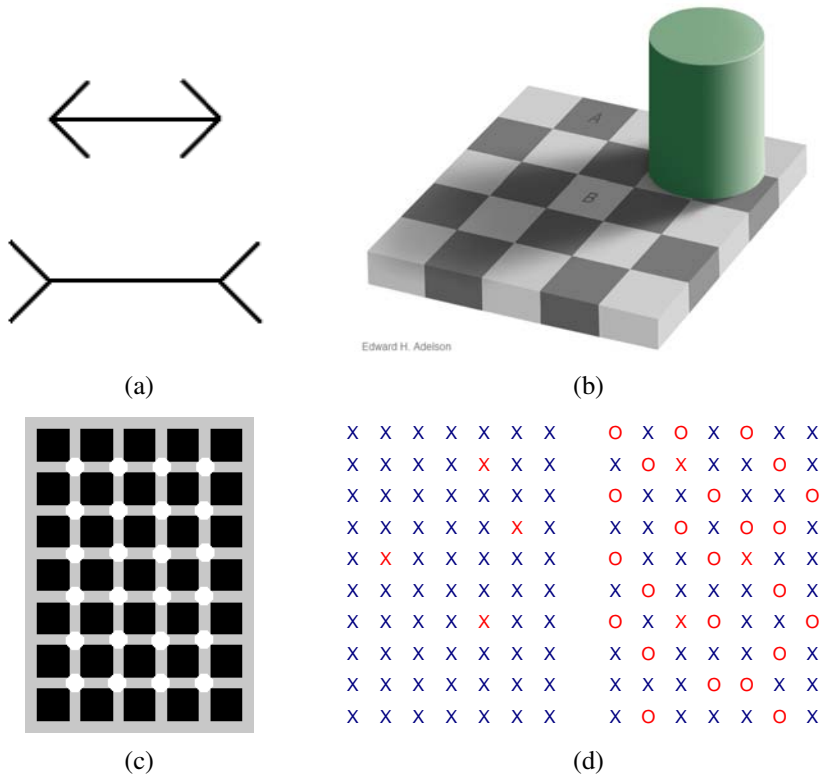 A
B
Edward H. Adelson
(a)
(b)
X X X X X X X
X X X X X X X
X X X X X X X
X X X X X X X
X X X X X X X
X X X X X X X
X X X X X X X
X X X X X X X
X X X X X X X
X X X X X X X
O X O X O X X
X O X X X O X
O X X O X X O
X X O X O O X
O X X O X X X
X O X X X O X
O X X O X X O
X O X X X O X
X X X O O X X
X O X X X O X
(c)
(d)